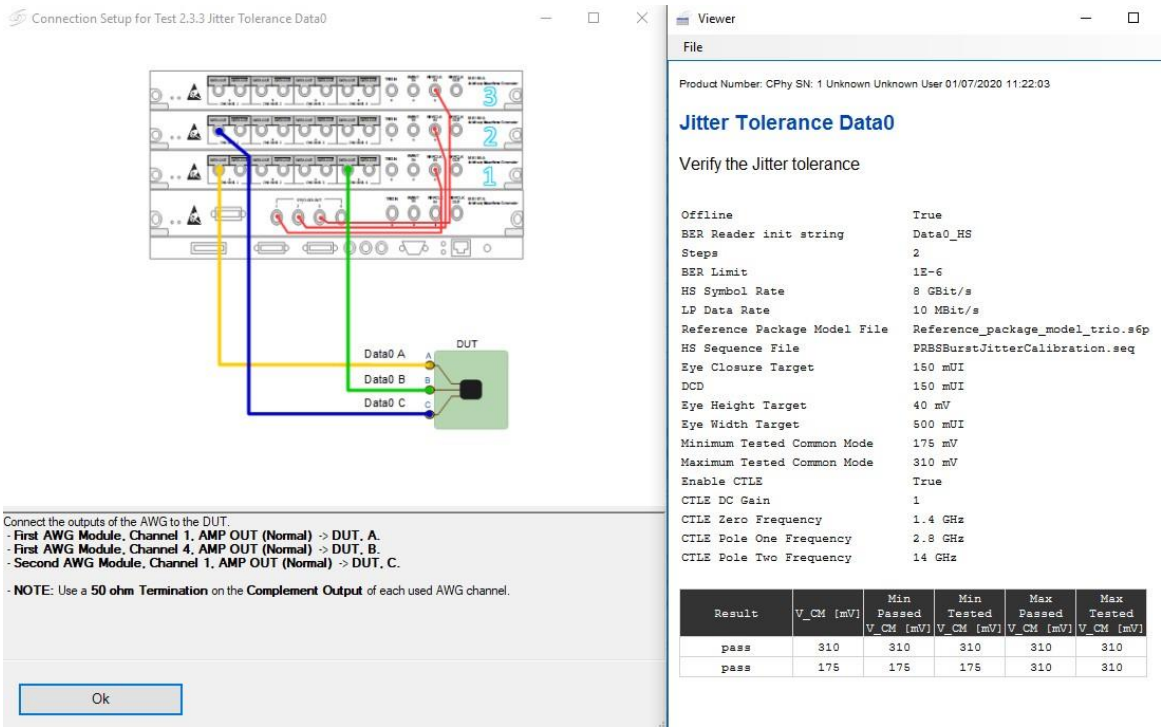 Connection Setup for Test 2.3.3 Jitter Tolerance Data0
3
2
1
DUT
Data0 A
A
Data0 B
B
Data0 C
C
Connect the outputs of the AWG to the DUT.
- First AWG Module, Channel 1, AMP OUT (Normal) -> DUT, A.
- First AWG Module, Channel 4, AMP OUT (Normal) -> DUT, B.
- Second AWG Module, Channel 1, AMP OUT (Normal) -> DUT, C.
- NOTE: Use a 50 ohm Termination on the Complement Output of each used AWG channel.
Ok
Viewer
File
Product Number: CPhy SN: 1 Unknown Unknown User 01/07/2020 11:22:03
Jitter Tolerance Data0
Verify the Jitter tolerance
Offline True
BER Reader init string Data0_HS
Steps 2
BER Limit 1E-6
HS Symbol Rate 8 GBit/s
LP Data Rate 10 MBit/s
Reference Package Model File Reference_package_model_trio.s6p
HS Sequence File PRBSBurstJitterCalibration.seq
Eye Closure Target 150 mUI
DCD 150 mUI
Eye Height Target 40 mV
Eye Width Target 500 mUI
Minimum Tested Common Mode 175 mV
Maximum Tested Common Mode 310 mV
Enable CTLE True
CTLE DC Gain 1
CTLE Zero Frequency 1.4 GHz
CTLE Pole One Frequency 2.8 GHz
CTLE Pole Two Frequency 14 GHz
Min Min Max Max
Result V_CM [mV] Passed Tested Passed Tested
V_CM [mV] V_CM [mV] V_CM [mV] V_CM [mV]
pass 310 310 310 310 310
pass 175 175 175 310 310